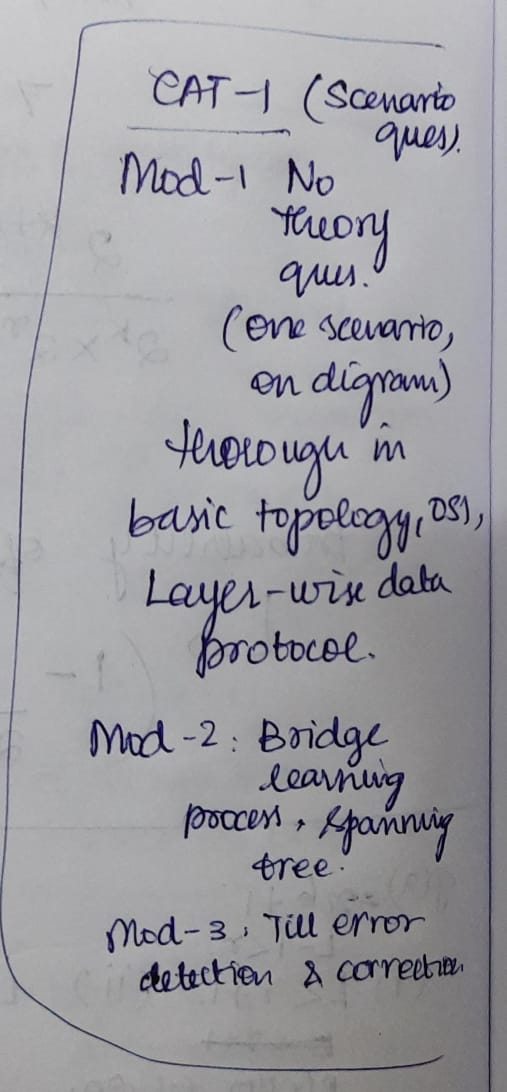 CAT-1 (Scenario
ques).
Mod-1 No
theory
ques.
(one scenario,
on digram)
thorough in
basic topology, OSI,
Layer-wise data
protocol.
Mod-2: Bridge
learning
process, spanning
tree.
Mod-3, Till error
detection & correction